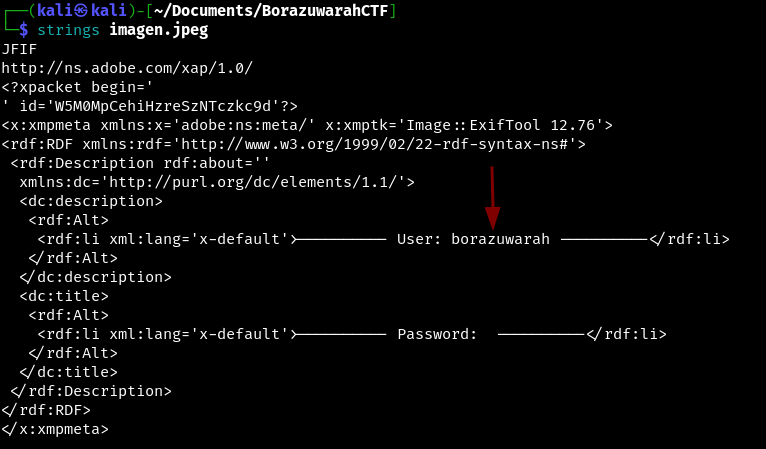 ┌──(kali㉿kali)-[~/Documents/BorazuwarahCTF]
└─$ strings imagen.jpeg
JFIF
http://ns.adobe.com/xap/1.0/
<?xpacket begin='
' id='W5M0MpCehiHzreSzNTczkc9d'?>
<x:xmpmeta xmlns:x='adobe:ns:meta/' x:xmptk='Image::ExifTool 12.76'>
<rdf:RDF xmlns:rdf='http://www.w3.org/1999/02/22-rdf-syntax-ns#'>
 <rdf:Description rdf:about=''
  xmlns:dc='http://purl.org/dc/elements/1.1/'>
  <dc:description>
   <rdf:Alt>
    <rdf:li xml:lang='x-default'>---------- User: borazuwarah ----------</rdf:li>
   </rdf:Alt>
  </dc:description>
  <dc:title>
   <rdf:Alt>
    <rdf:li xml:lang='x-default'>---------- Password:  ----------</rdf:li>
   </rdf:Alt>
  </dc:title>
 </rdf:Description>
</rdf:RDF>
</x:xmpmeta>